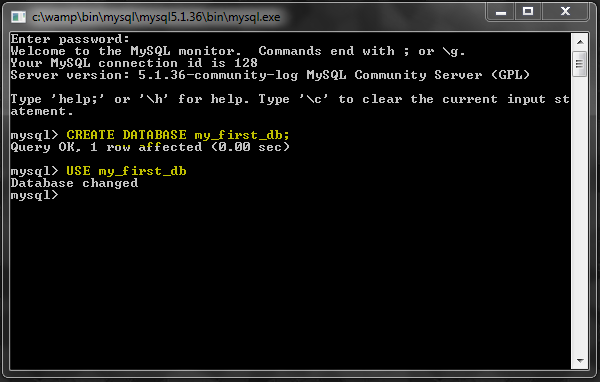 c:\wamp\bin\mysql\mysql5.1.36\bin\mysql.exe
Enter password:
Welcome to the MySQL monitor.  Commands end with ; or \g.
Your MySQL connection id is 128
Server version: 5.1.36-community-log MySQL Community Server (GPL)
Type 'help;' or '\h' for help. Type '\c' to clear the current input st
atement.
mysql> CREATE DATABASE my_first_db;
Query OK, 1 row affected (0.00 sec)
mysql> USE my_first_db
Database changed
mysql>